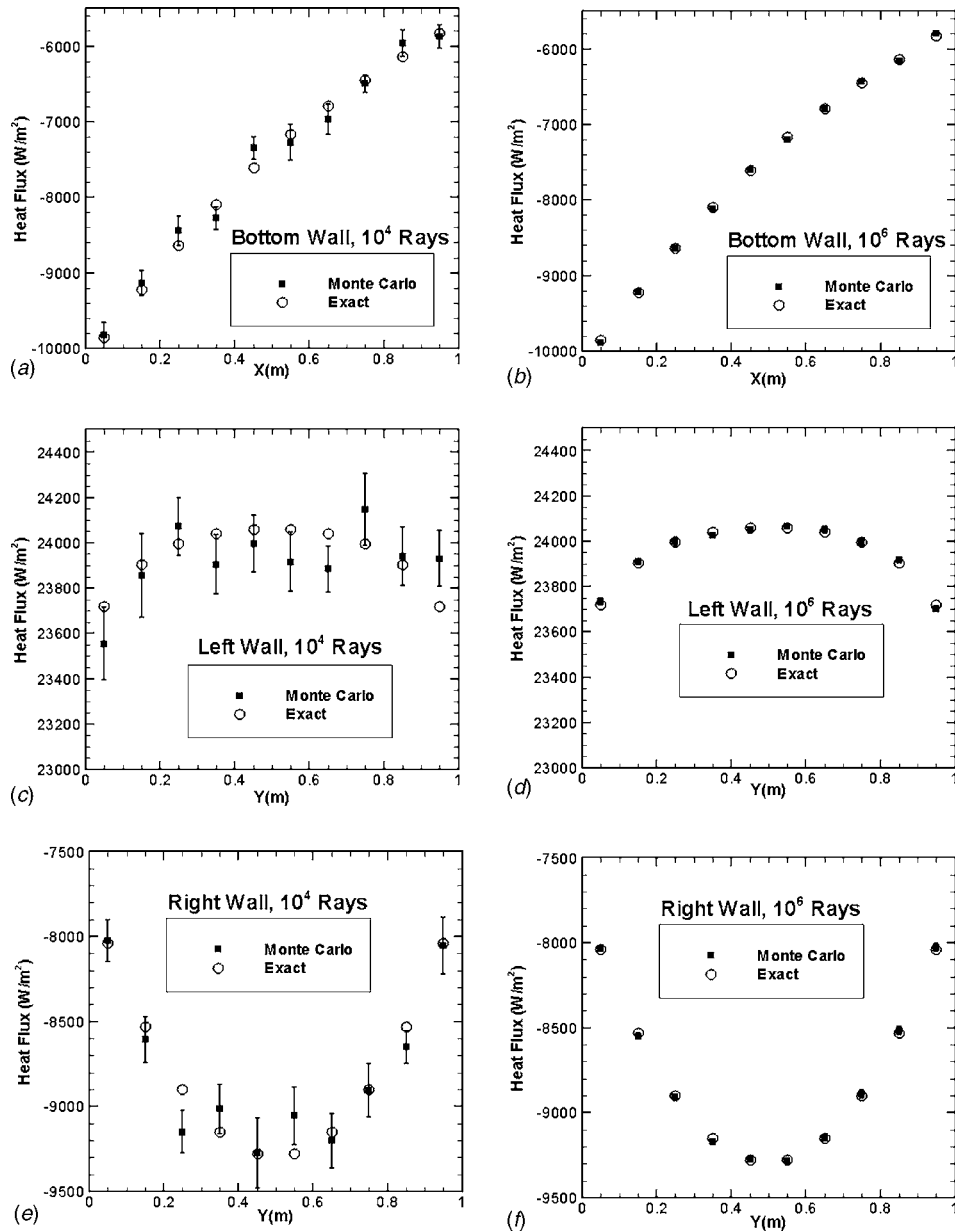 -6000
-7000
-8000
-9000
-10000
Heat Flux (W/m²)
Bottom Wall, 10⁴ Rays
Monte Carlo
Exact
0
0.2
0.4
0.6
0.8
1
X(m)
(a)
-6000
-7000
-8000
-9000
-10000
Heat Flux (W/m²)
Bottom Wall, 10⁶ Rays
Monte Carlo
Exact
0
0.2
0.4
0.6
0.8
1
X(m)
(b)
24400
24200
24000
23800
23600
23400
23200
23000
Heat Flux (W/m²)
Left Wall, 10⁴ Rays
Monte Carlo
Exact
0
0.2
0.4
0.6
0.8
1
Y(m)
(c)
24400
24200
24000
23800
23600
23400
23200
23000
Heat Flux (W/m²)
Left Wall, 10⁶ Rays
Monte Carlo
Exact
0
0.2
0.4
0.6
0.8
1
Y(m)
(d)
-7500
-8000
-8500
-9000
-9500
Heat Flux (W/m²)
Right Wall, 10⁴ Rays
Monte Carlo
Exact
0
0.2
0.4
0.6
0.8
1
Y(m)
(e)
-7500
-8000
-8500
-9000
-9500
Heat Flux (W/m²)
Right Wall, 10⁶ Rays
Monte Carlo
Exact
0
0.2
0.4
0.6
0.8
1
Y(m)
(f)